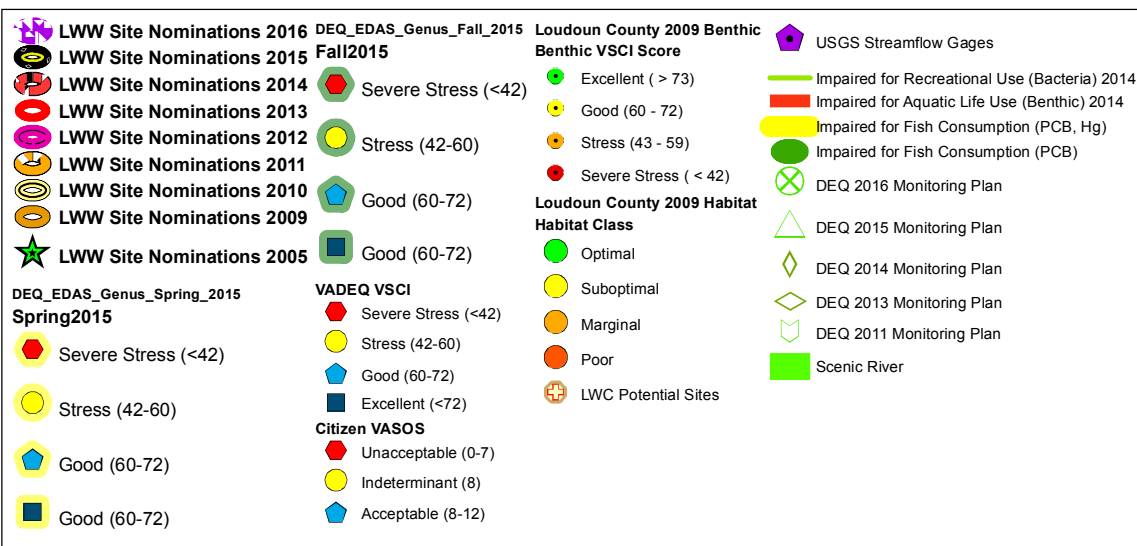 LWW Site Nominations 2016
LWW Site Nominations 2015
LWW Site Nominations 2014
LWW Site Nominations 2013
LWW Site Nominations 2012
LWW Site Nominations 2011
LWW Site Nominations 2010
LWW Site Nominations 2009
LWW Site Nominations 2005
DEQ_EDAS_Genus_Spring_2015
Spring2015
Severe Stress (<42)
Stress (42-60)
Good (60-72)
Good (60-72)
DEQ_EDAS_Genus_Fall_2015
Fall2015
Severe Stress (<42)
Stress (42-60)
Good (60-72)
Good (60-72)
VADEQ VSCI
Severe Stress (<42)
Stress (42-60)
Good (60-72)
Excellent (<72)
Citizen VASOS
Unacceptable (0-7)
Indeterminant (8)
Acceptable (8-12)
Loudoun County 2009 Benthic
Benthic VSCI Score
Excellent ( > 73)
Good (60 - 72)
Stress (43 - 59)
Severe Stress ( < 42)
Loudoun County 2009 Habitat
Habitat Class
Optimal
Suboptimal
Marginal
Poor
LWC Potential Sites
USGS Streamflow Gages
Impaired for Recreational Use (Bacteria) 2014
Impaired for Aquatic Life Use (Benthic) 2014
Impaired for Fish Consumption (PCB, Hg)
Impaired for Fish Consumption (PCB)
DEQ 2016 Monitoring Plan
DEQ 2015 Monitoring Plan
DEQ 2014 Monitoring Plan
DEQ 2013 Monitoring Plan
DEQ 2011 Monitoring Plan
Scenic River